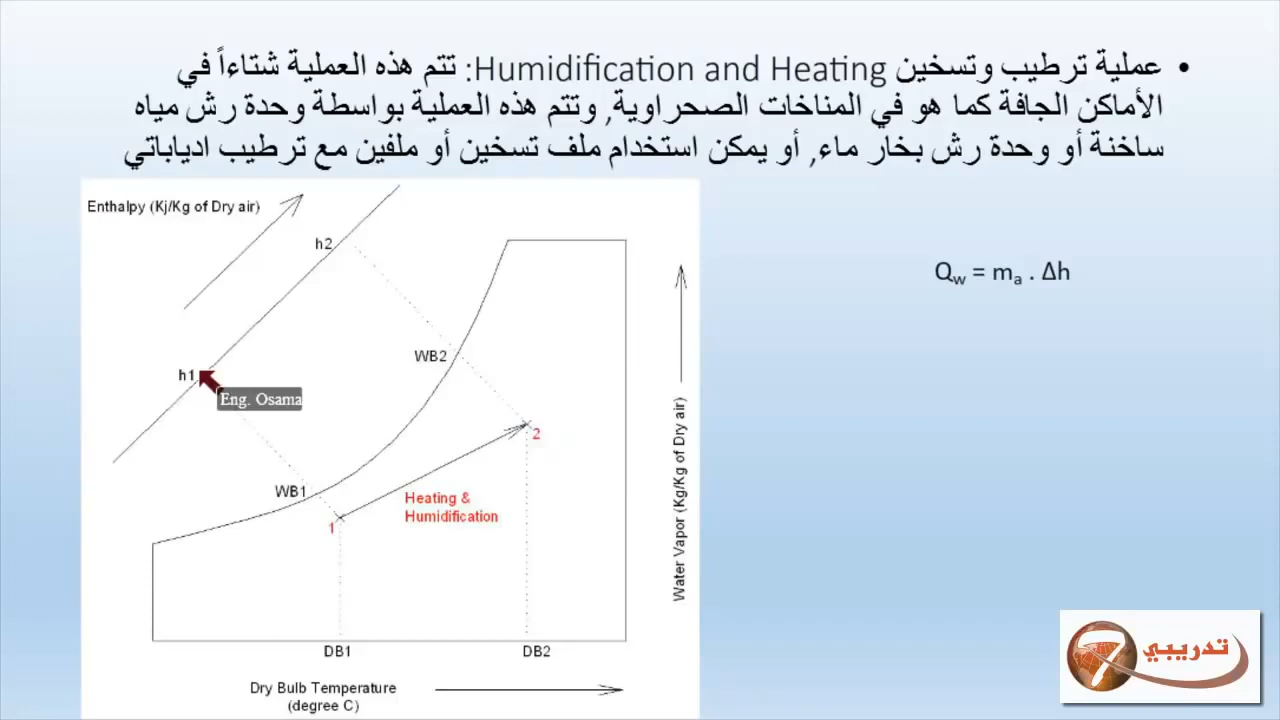 • عملية ترطيب وتسخين Humidification and Heating: تتم هذه العملية شتاءاً في
الأماكن الجافة كما هو في المناخات الصحراوية, وتتم هذه العملية بواسطة وحدة رش مياه
ساخنة أو وحدة رش بخار ماء, أو يمكن استخدام ملف تسخين أو ملفين مع ترطيب ادياباتي
Enthalpy (Kj/Kg of Dry air)
h2
Qw = ma . Δh
WB2
h1
Eng. Osama
2
WB1
Heating &
Humidification
1
Water Vapor (Kg/Kg of Dry air)
DB1
DB2
Dry Bulb Temperature
(degree C)
7 تدريبي